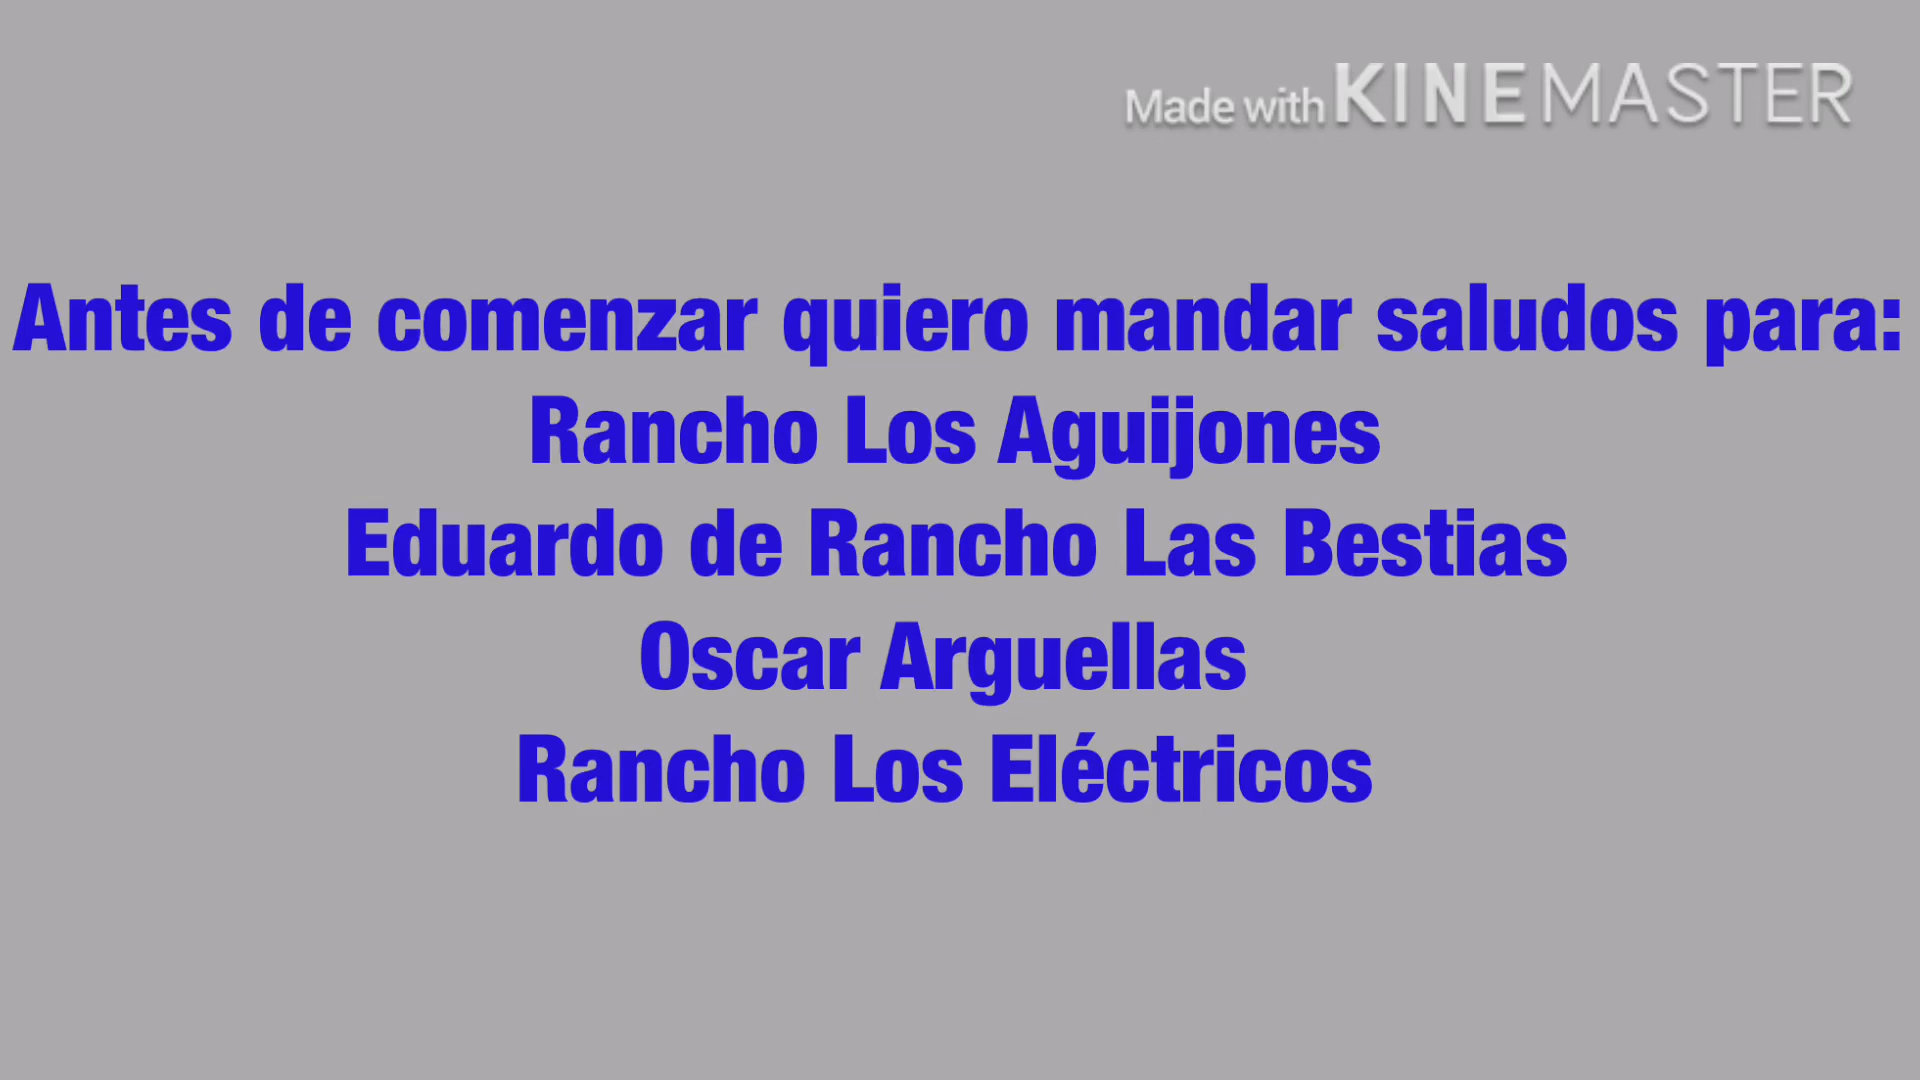 Made with KINEMASTER
Antes de comenzar quiero mandar saludos para:
Rancho Los Aguijones
Eduardo de Rancho Las Bestias
Oscar Arguellas
Rancho Los Eléctricos